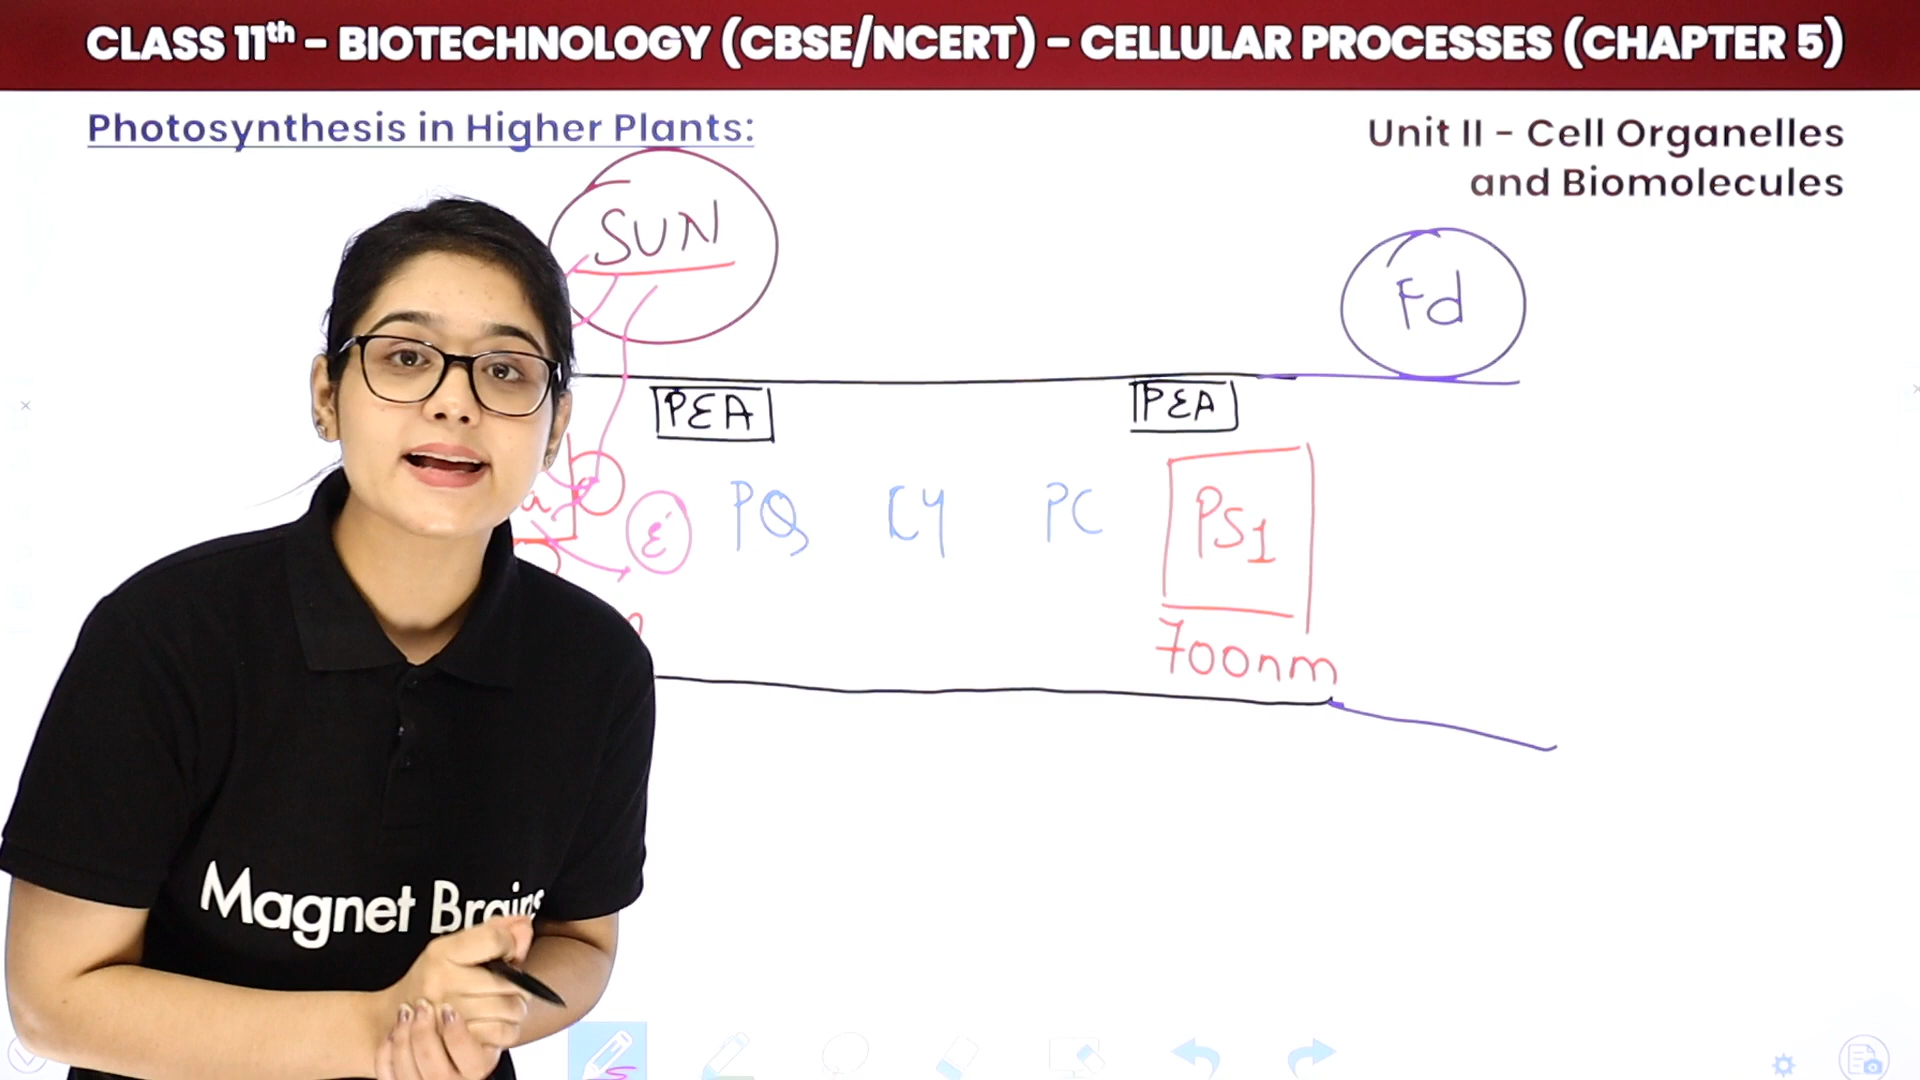 CLASS 11th – BIOTECHNOLOGY (CBSE/NCERT) – CELLULAR PROCESSES (CHAPTER 5)
Photosynthesis in Higher Plants:
Unit II – Cell Organelles
and Biomolecules
SUN
Fd
PEA
PEA
PQ
CY
PC
PS1
700nm
Magnet Brains